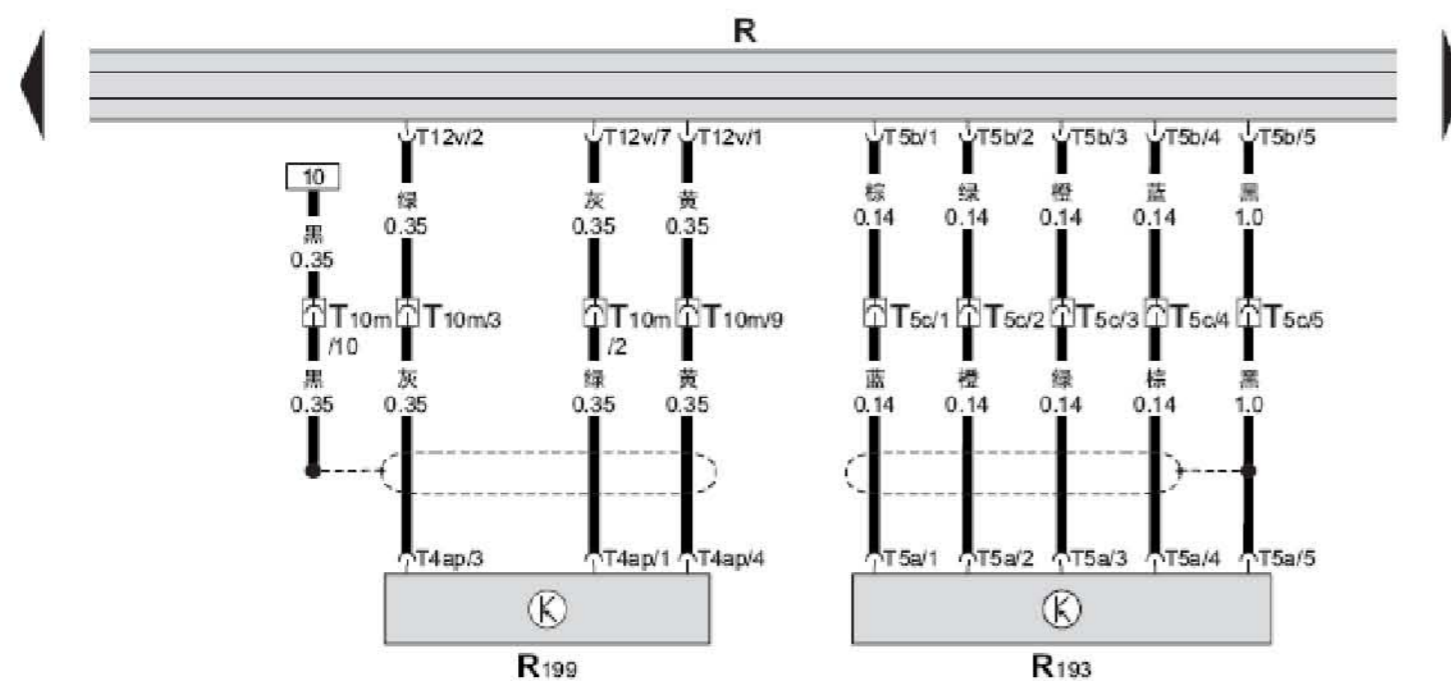 R
T12v/2 T12v/7 T12v/1 T5b/1 T5b/2 T5b/3 T5b/4 T5b/5
10
绿 灰 黄 棕 绿 橙 蓝 黑
0.35 0.35 0.35 0.14 0.14 0.14 0.14 1.0
黑
0.35
T10m T10m/3 T10m T10m/9 T5c/1 T5c/2 T5c/3 T5c/4 T5c/5
/10 /2
黑 灰 绿 黄 蓝 橙 绿 棕 黑
0.35 0.35 0.35 0.35 0.14 0.14 0.14 0.14 1.0
T4ap/3 T4ap/1 T4ap/4 T5a/1 T5a/2 T5a/3 T5a/4 T5a/5
K K
R199 R193